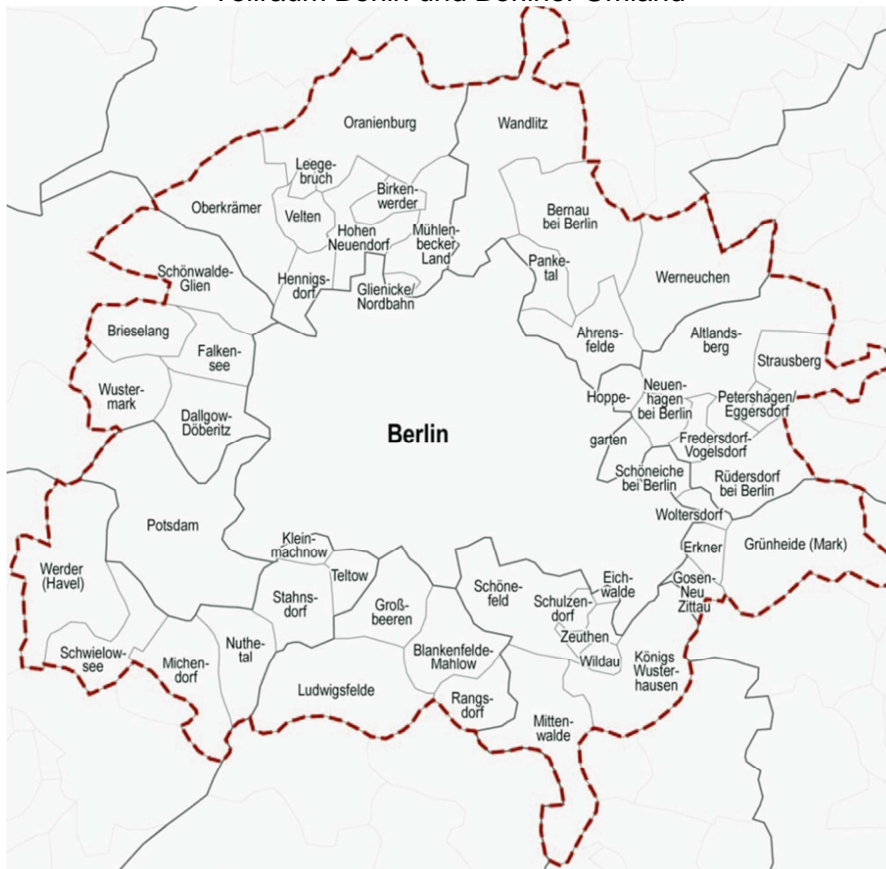 Teilraum Berlin und Berliner Umland
Oranienburg
Wandlitz
Leege-
bruch
Birken-
werder
Oberkrämer
Velten
Bernau
bei Berlin
Hohen
Neuendorf
Mühlen-
becker
Land
Panke-
tal
Schönwalde-
Glien
Hennigs-
dorf
Glienicke/
Nordbahn
Werneuchen
Brieselang
Falken-
see
Ahrens-
felde
Altlands-
berg
Strausberg
Wuster-
mark
Dallgow-
Döberitz
Hoppe-
garten
Neuen-
hagen
bei Berlin
Petershagen/
Eggersdorf
Berlin
Fredersdorf-
Vogelsdorf
Schöneiche
bei Berlin
Rüdersdorf
bei Berlin
Potsdam
Woltersdorf
Klein-
machnow
Erkner
Grünheide (Mark)
Werder
(Havel)
Teltow
Stahns-
dorf
Groß-
beeren
Schöne-
feld
Schulzen-
dorf
Eich-
walde
Gosen-
Neu
Zittau
Zeuthen
Nuthe-
tal
Schwielow-
see
Michen-
dorf
Blankenfelde-
Mahlow
Wildau
Königs
Wuster-
hausen
Ludwigsfelde
Rangs-
dorf
Mitten-
walde